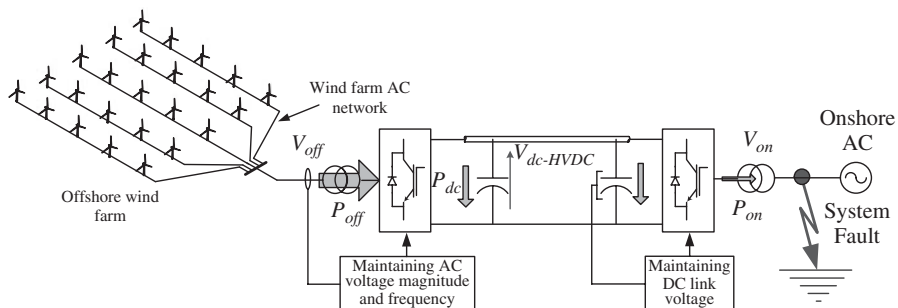 Wind farm AC
network
Offshore wind
farm
V_off
P_off
P_dc
V_dc-HVDC
V_on
P_on
Onshore
AC
System
Fault
Maintaining AC
voltage magnitude
and frequency
Maintaining
DC link
voltage